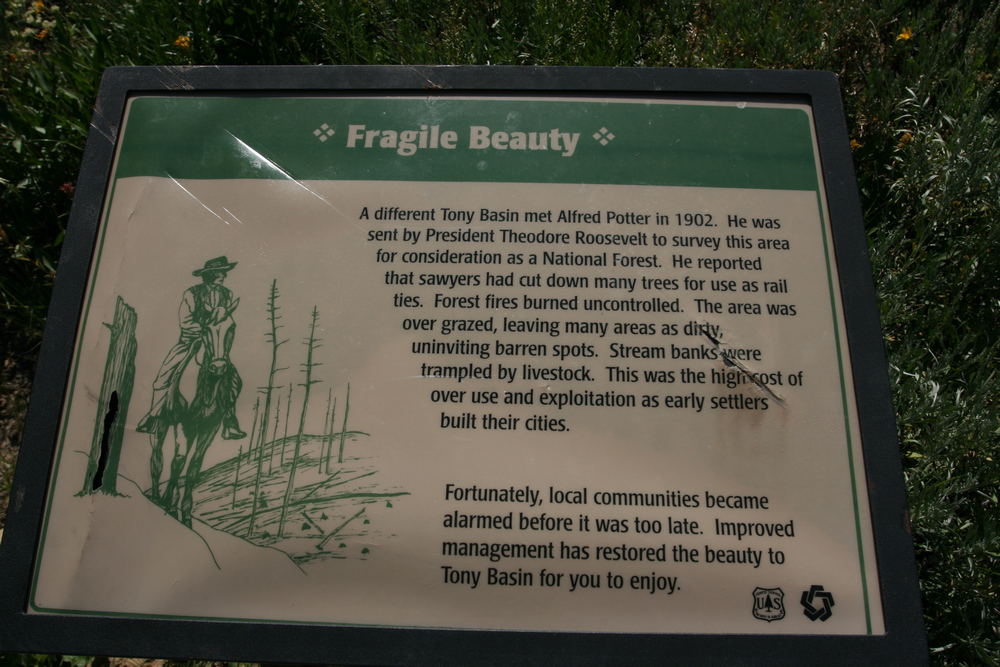 Fragile Beauty
A different Tony Basin met Alfred Potter in 1902. He was
sent by President Theodore Roosevelt to survey this area
for consideration as a National Forest. He reported
that sawyers had cut down many trees for use as rail
ties. Forest fires burned uncontrolled. The area was
over grazed, leaving many areas as dirty,
uninviting barren spots. Stream banks were
trampled by livestock. This was the high cost of
over use and exploitation as early settlers
built their cities.
Fortunately, local communities became
alarmed before it was too late. Improved
management has restored the beauty to
Tony Basin for you to enjoy.
U S